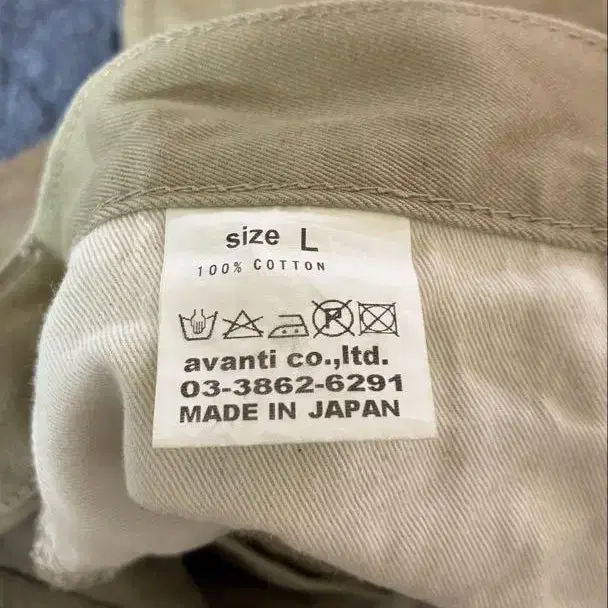 size L
100% COTTON
avanti co.,ltd.
03-3862-6291
MADE IN JAPAN